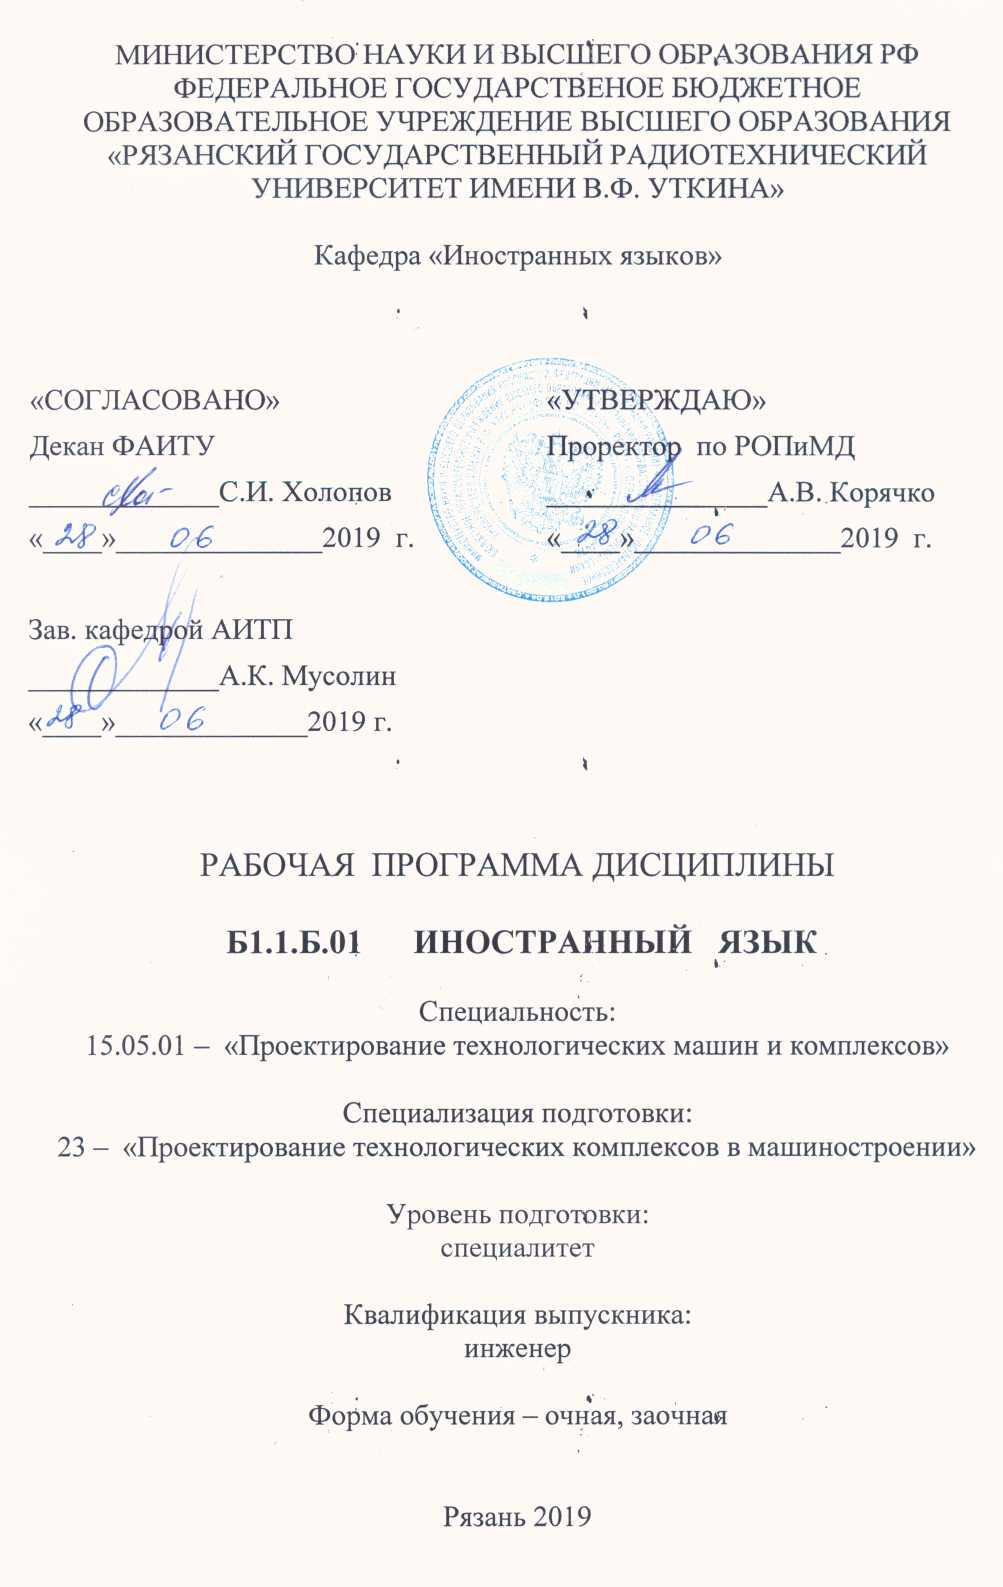 МИНИСТЕРСТВО НАУКИ И ВЫСШЕГО ОБРАЗОВАНИЯ РФ
ФЕДЕРАЛЬНОЕ ГОСУДАРСТВЕНОЕ БЮДЖЕТНОЕ
ОБРАЗОВАТЕЛЬНОЕ УЧРЕЖДЕНИЕ ВЫСШЕГО ОБРАЗОВАНИЯ
«РЯЗАНСКИЙ ГОСУДАРСТВЕННЫЙ РАДИОТЕХНИЧЕСКИЙ
УНИВЕРСИТЕТ ИМЕНИ В.Ф. УТКИНА»
Кафедра «Иностранных языков»
«СОГЛАСОВАНО»
Декан ФАИТУ
_____________С.И. Холопов
«28»  06  2019 г.
«УТВЕРЖДАЮ»
Проректор по РОПиМД
_______________А.В. Корячко
«28»  06  2019 г.
Зав. кафедрой АИТП
_____________А.К. Мусолин
«28»  06  2019 г.
РАБОЧАЯ ПРОГРАММА ДИСЦИПЛИНЫ
Б1.1.Б.01 ИНОСТРАННЫЙ ЯЗЫК
Специальность:
15.05.01 – «Проектирование технологических машин и комплексов»
Специализация подготовки:
23 – «Проектирование технологических комплексов в машиностроении»
Уровень подготовки:
специалитет
Квалификация выпускника:
инженер
Форма обучения – очная, заочная
Рязань 2019